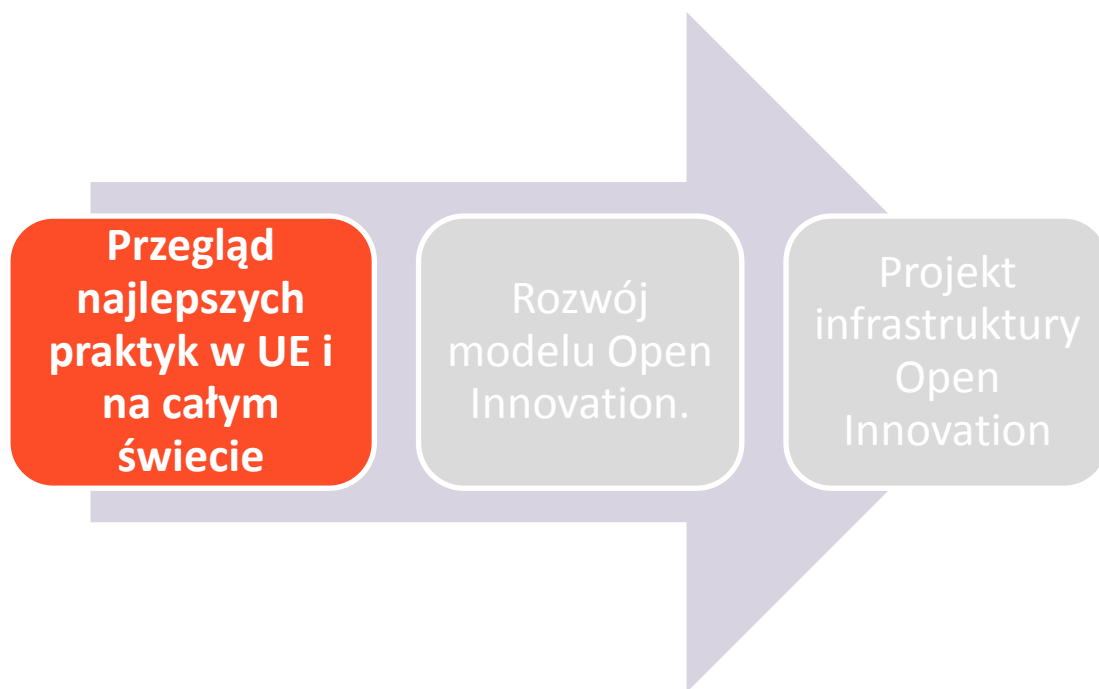 Przegląd
najlepszych
praktyk w UE i
na całym
świecie
Rozwój
modelu Open
Innovation.
Projekt
infrastruktury
Open
Innovation